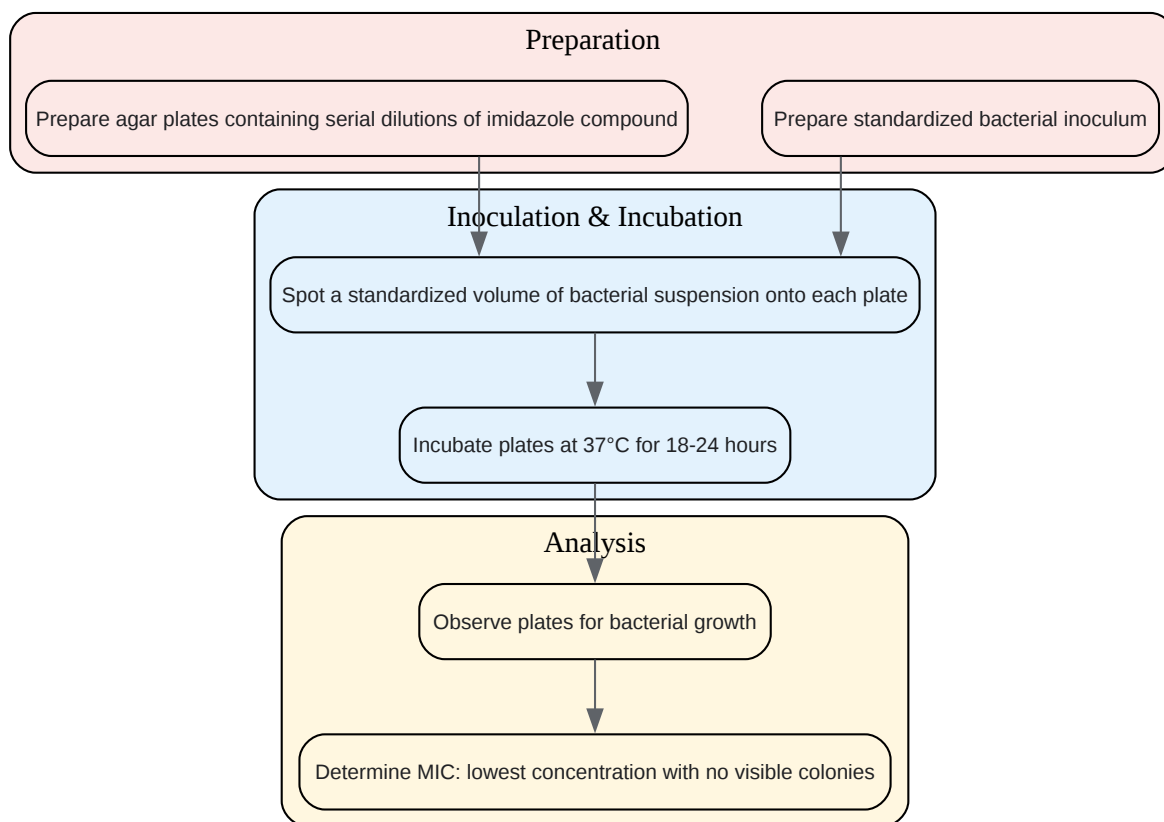 Preparation
Prepare agar plates containing serial dilutions of imidazole compound
Prepare standardized bacterial inoculum
Inoculation & Incubation
Spot a standardized volume of bacterial suspension onto each plate
Incubate plates at 37°C for 18-24 hours
Analysis
Observe plates for bacterial growth
Determine MIC: lowest concentration with no visible colonies